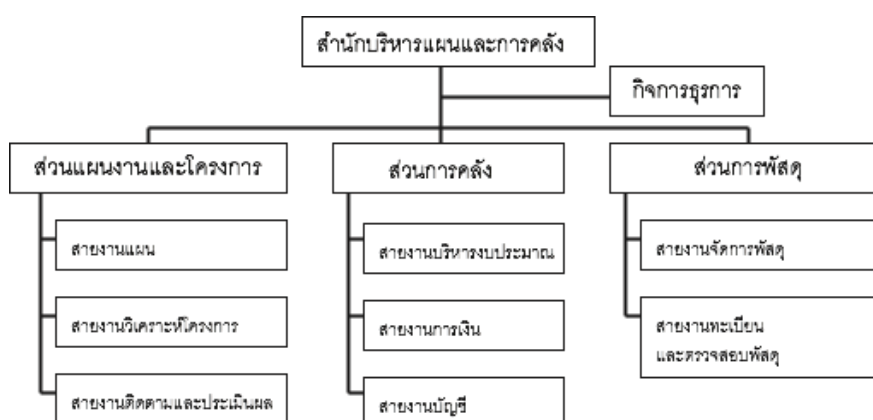 สำนักบริหารแผนและการคลัง
กิจการธุรการ
ส่วนแผนงานและโครงการ
ส่วนการคลัง
ส่วนการพัสดุ
สายงานแผน
สายงานบริหารงบประมาณ
สายงานจัดการพัสดุ
สายงานวิเคราะห์โครงการ
สายงานการเงิน
สายงานทะเบียน
และตรวจสอบพัสดุ
สายงานติดตามและประเมินผล
สายงานบัญชี